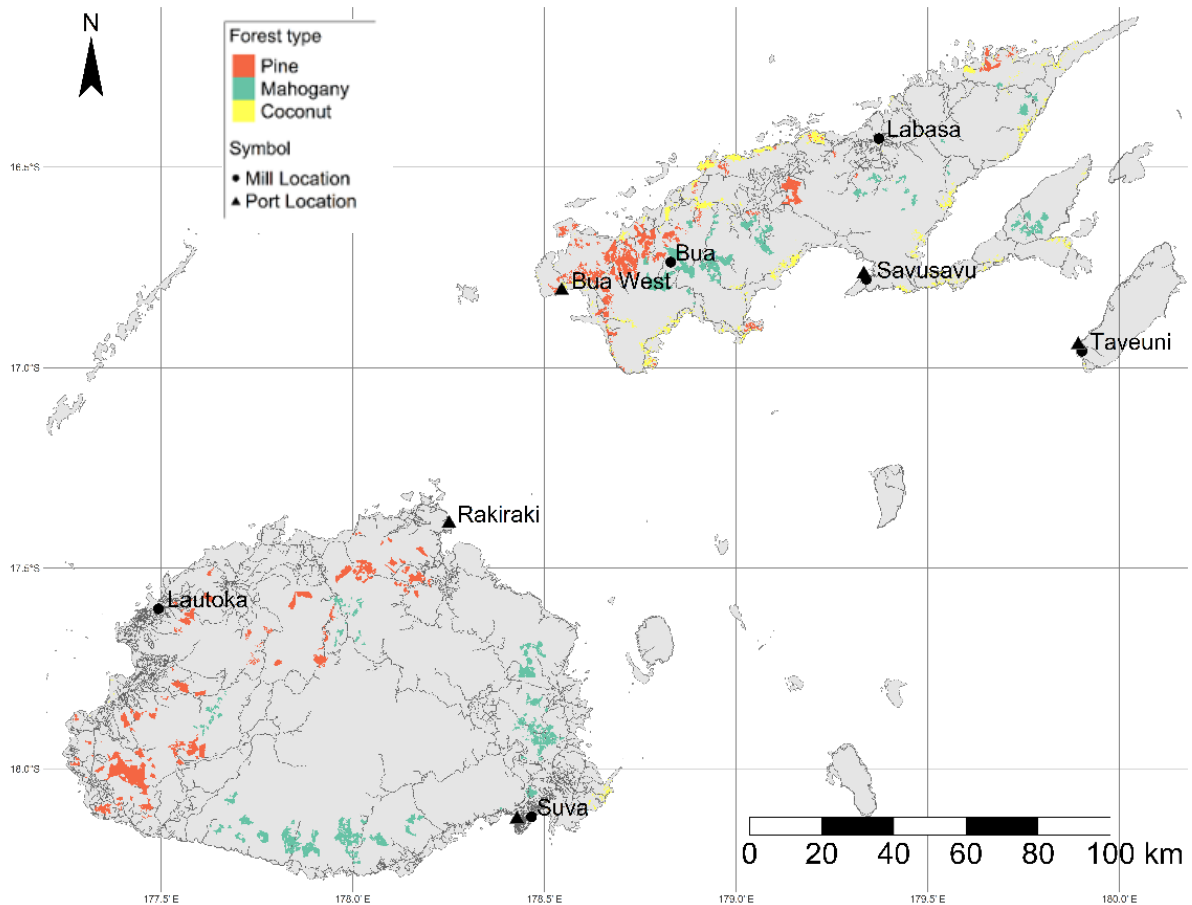 N
Forest type
Pine
Mahogany
Coconut
Symbol
Mill Location
Port Location
Labasa
16.5°S
Bua
Bua West
Savusavu
Taveuni
17.0°S
Rakiraki
17.5°S
Lautoka
18.0°S
Suva
0 20 40 60 80 100 km
177.5°E 178.0°E 178.5°E 179.0°E 179.5°E 180.0°E